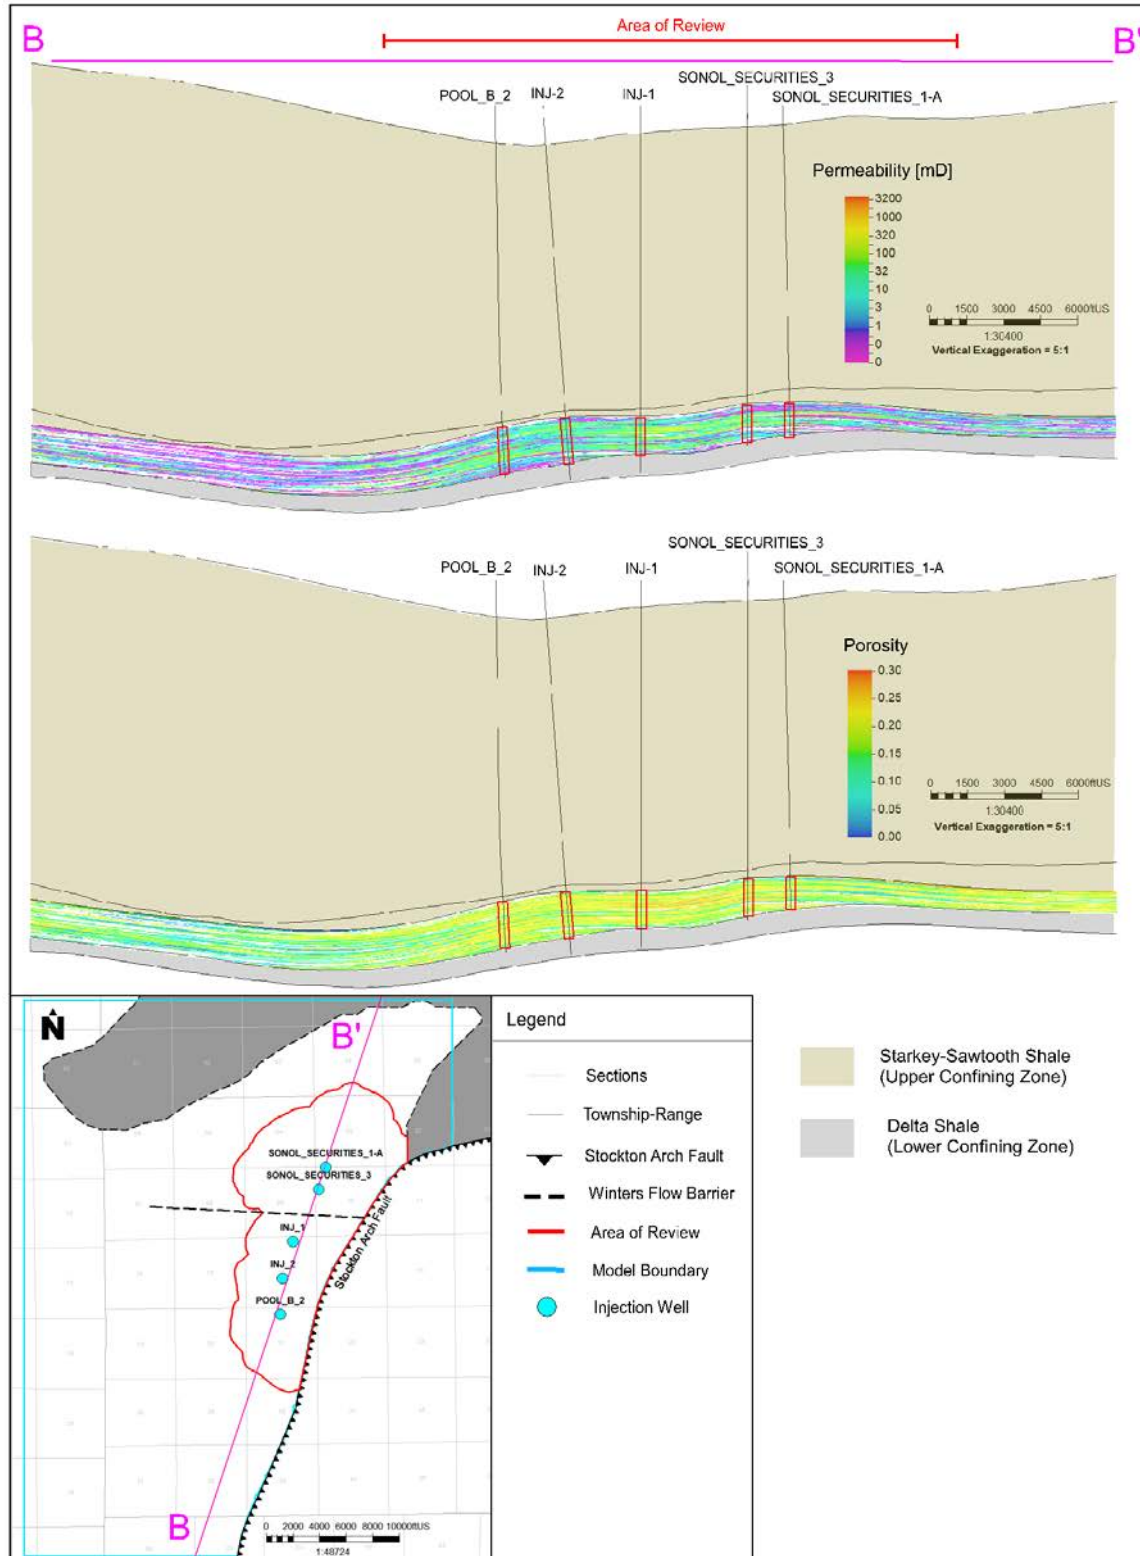 Area of Review
B
B'
SONOL_SECURITIES_3
POOL_B_2
INJ-2
INJ-1
SONOL_SECURITIES_1-A
Permeability [mD]
3200
1000
320
100
32
10
3
1
0
0
0 1500 3000 4500 6000ftUS
1:30400
Vertical Exaggeration = 5:1
SONOL_SECURITIES_3
POOL_B_2
INJ-2
INJ-1
SONOL_SECURITIES_1-A
Porosity
0.30
0.25
0.20
0.15
0.10
0.05
0.00
0 1500 3000 4500 6000ftUS
1:30400
Vertical Exaggeration = 5:1
N
B'
SONOL_SECURITIES_1-A
SONOL_SECURITIES_3
INJ_1
INJ_2
POOL_B_2
Stockton Arch Fault
B
0 2000 4000 6000 8000 10000ftUS
1:48724
Legend
Sections
Township-Range
Stockton Arch Fault
Winters Flow Barrier
Area of Review
Model Boundary
Injection Well
Starkey-Sawtooth Shale
(Upper Confining Zone)
Delta Shale
(Lower Confining Zone)